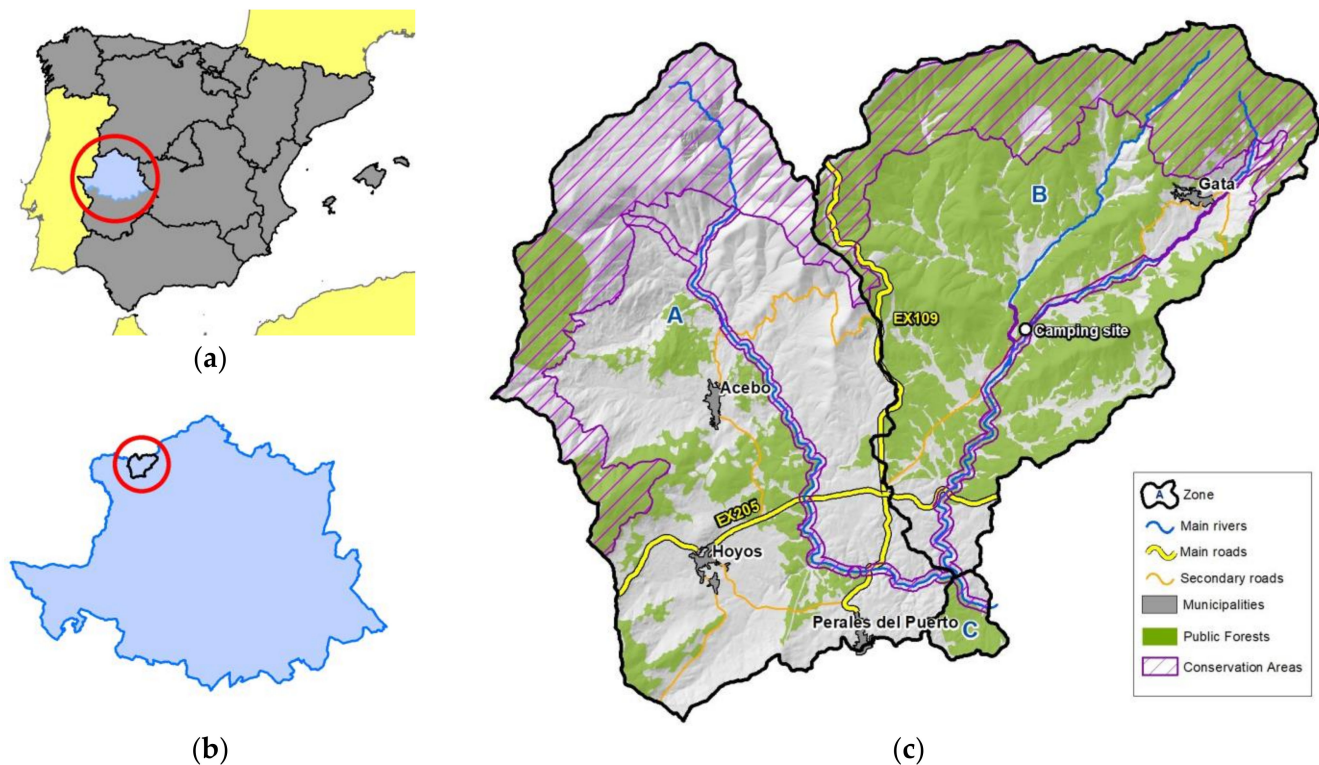 (a)
(b)
A
B
Gata
EX109
Camping site
Acebo
EX205
Hoyos
Perales del Puerto
C
A Zone
Main rivers
Main roads
Secondary roads
Municipalities
Public Forests
Conservation Areas
(c)